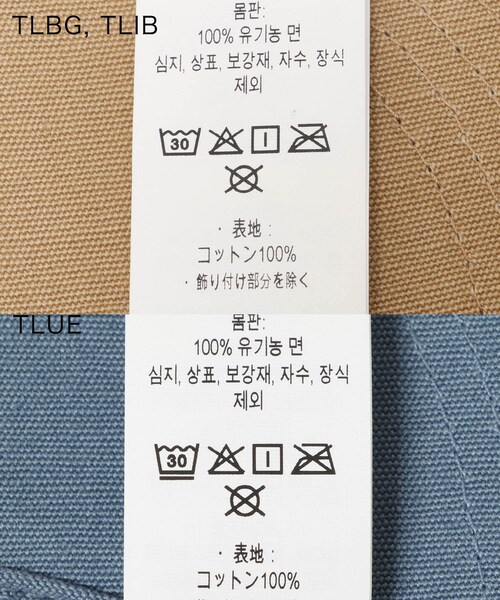 TLBG, TLIB
몸판:
100% 유기농 면
심지, 상표, 보강재, 자수, 장식
제외
30
· 表地 :
コットン100%
· 飾り付け部分を除く
TLUE
몸판:
100% 유기농 면
심지, 상표, 보강재, 자수, 장식
제외
30
· 表地 :
コットン100%